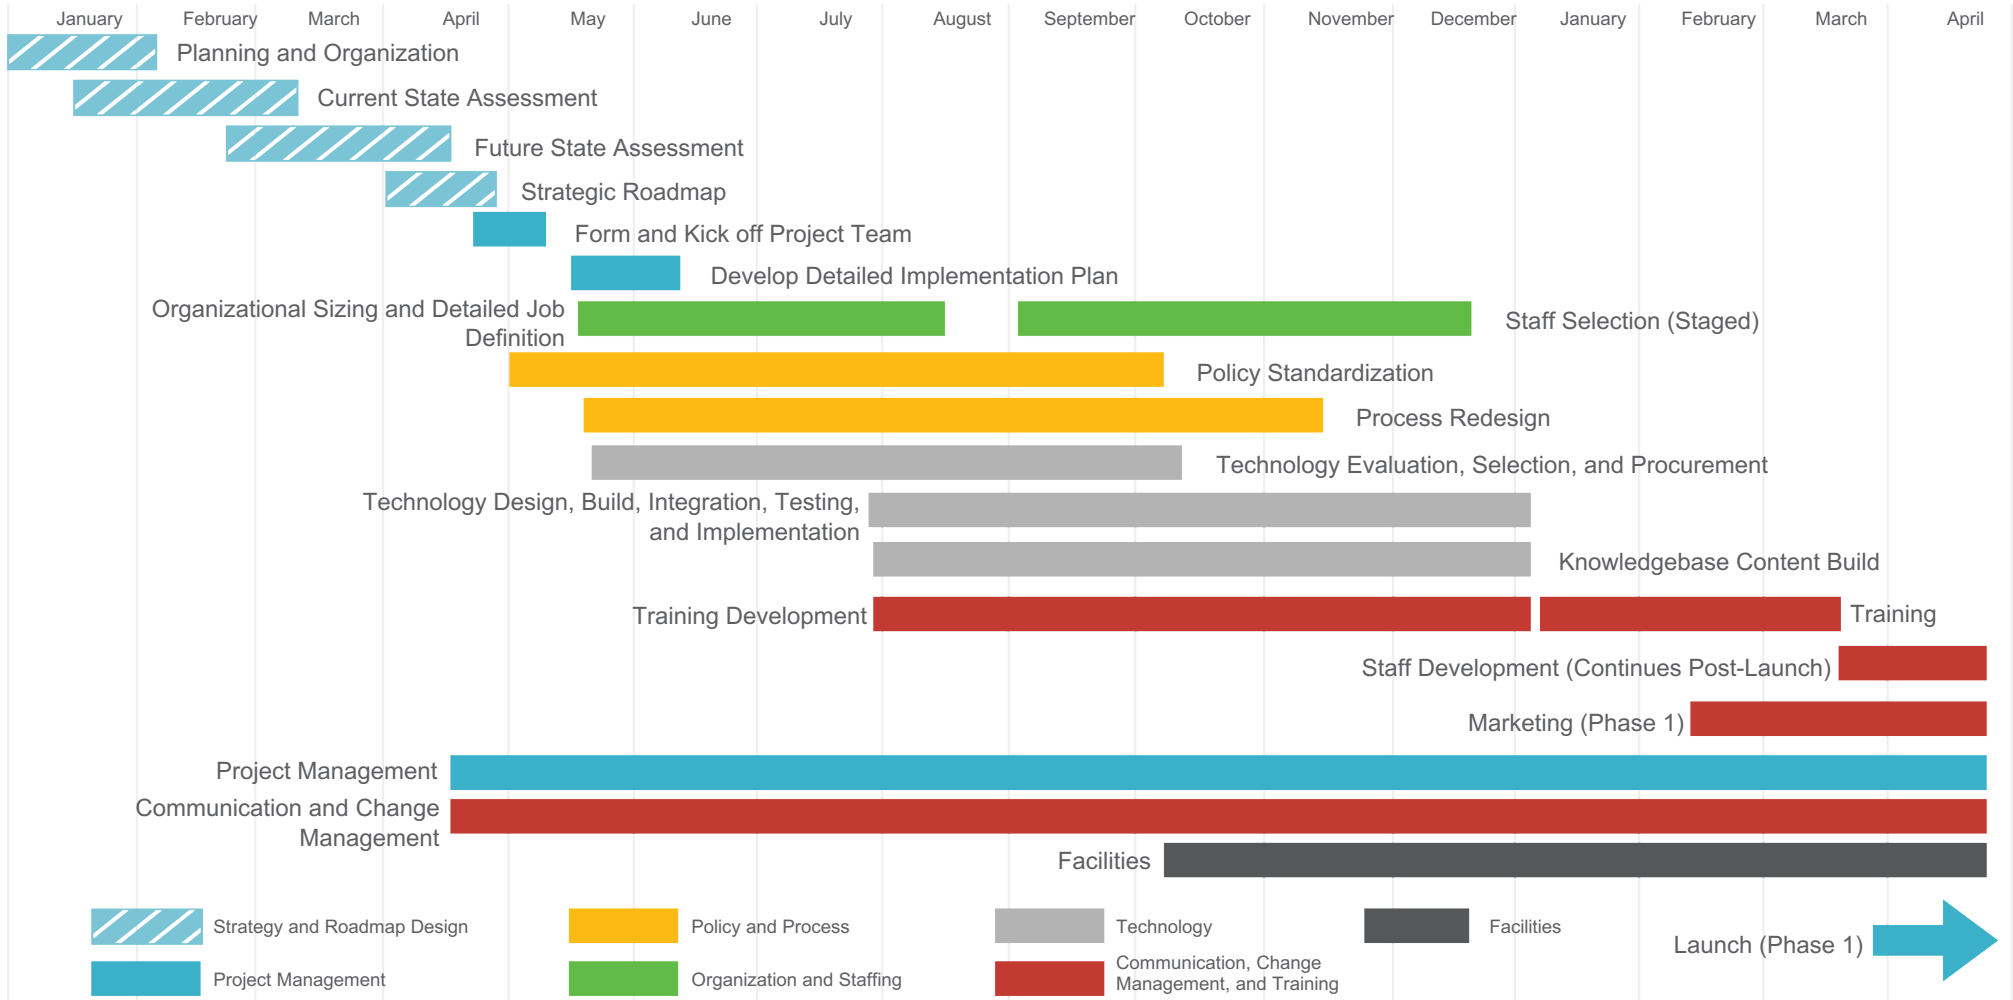 January February March April May June July August September October November December January February March April
Planning and Organization
Current State Assessment
Future State Assessment
Strategic Roadmap
Form and Kick off Project Team
Develop Detailed Implementation Plan
Organizational Sizing and Detailed Job
Definition
Staff Selection (Staged)
Policy Standardization
Process Redesign
Technology Evaluation, Selection, and Procurement
Technology Design, Build, Integration, Testing,
and Implementation
Knowledgebase Content Build
Training Development
Training
Staff Development (Continues Post-Launch)
Marketing (Phase 1)
Project Management
Communication and Change
Management
Facilities
Strategy and Roadmap Design
Project Management
Policy and Process
Organization and Staffing
Technology
Communication, Change
Management, and Training
Facilities
Launch (Phase 1)